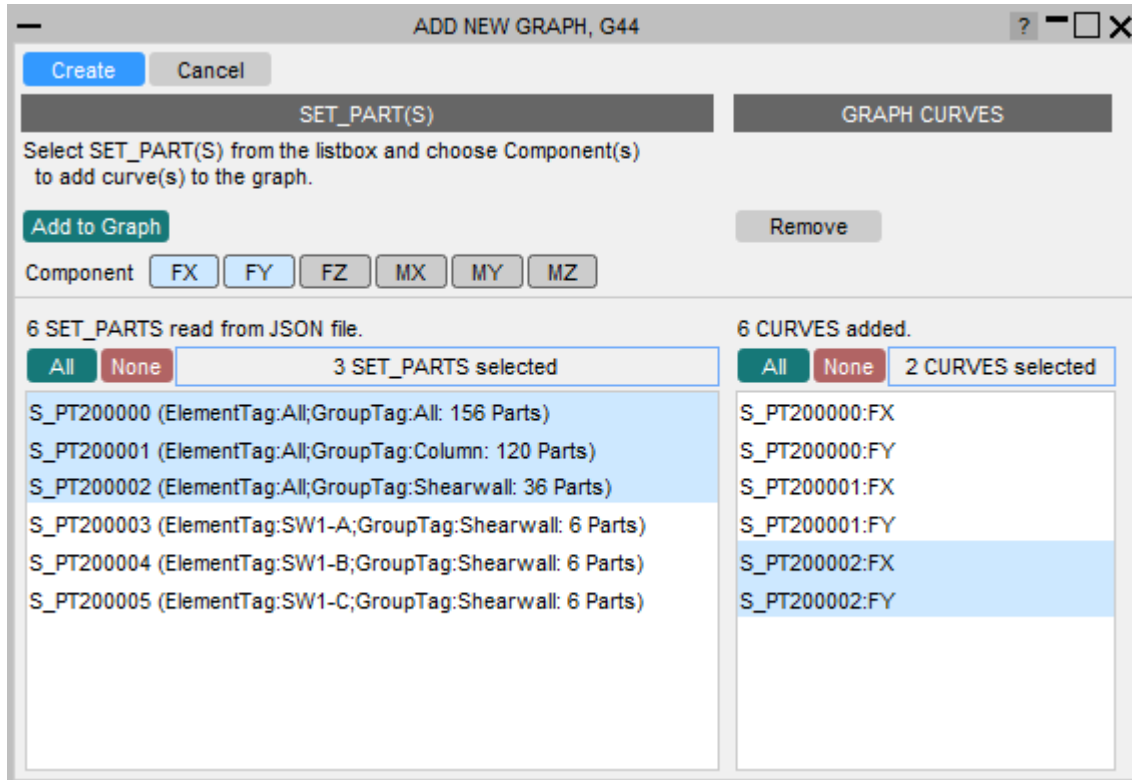 ADD NEW GRAPH, G44 ?
Create Cancel
SET_PART(S) GRAPH CURVES
Select SET_PART(S) from the listbox and choose Component(s)
to add curve(s) to the graph.
Add to Graph Remove
Component FX FY FZ MX MY MZ
6 SET_PARTS read from JSON file. 6 CURVES added.
All None 3 SET_PARTS selected All None 2 CURVES selected
S_PT200000 (ElementTag:All;GroupTag:All: 156 Parts) S_PT200000:FX
S_PT200001 (ElementTag:All;GroupTag:Column: 120 Parts) S_PT200000:FY
S_PT200002 (ElementTag:All;GroupTag:Shearwall: 36 Parts) S_PT200001:FX
S_PT200003 (ElementTag:SW1-A;GroupTag:Shearwall: 6 Parts) S_PT200001:FY
S_PT200004 (ElementTag:SW1-B;GroupTag:Shearwall: 6 Parts) S_PT200002:FX
S_PT200005 (ElementTag:SW1-C;GroupTag:Shearwall: 6 Parts) S_PT200002:FY